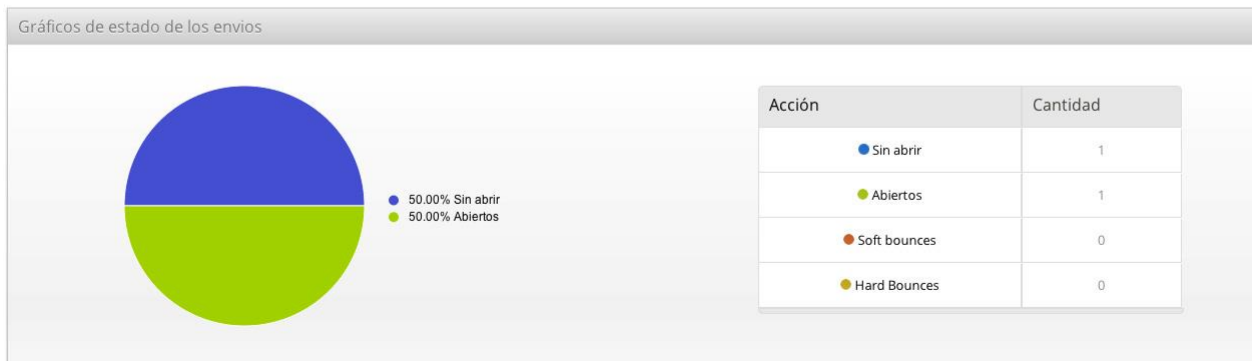 Gráficos de estado de los envios
50.00% Sin abrir
50.00% Abiertos
Acción Cantidad
Sin abrir 1
Abiertos 1
Soft bounces 0
Hard Bounces 0